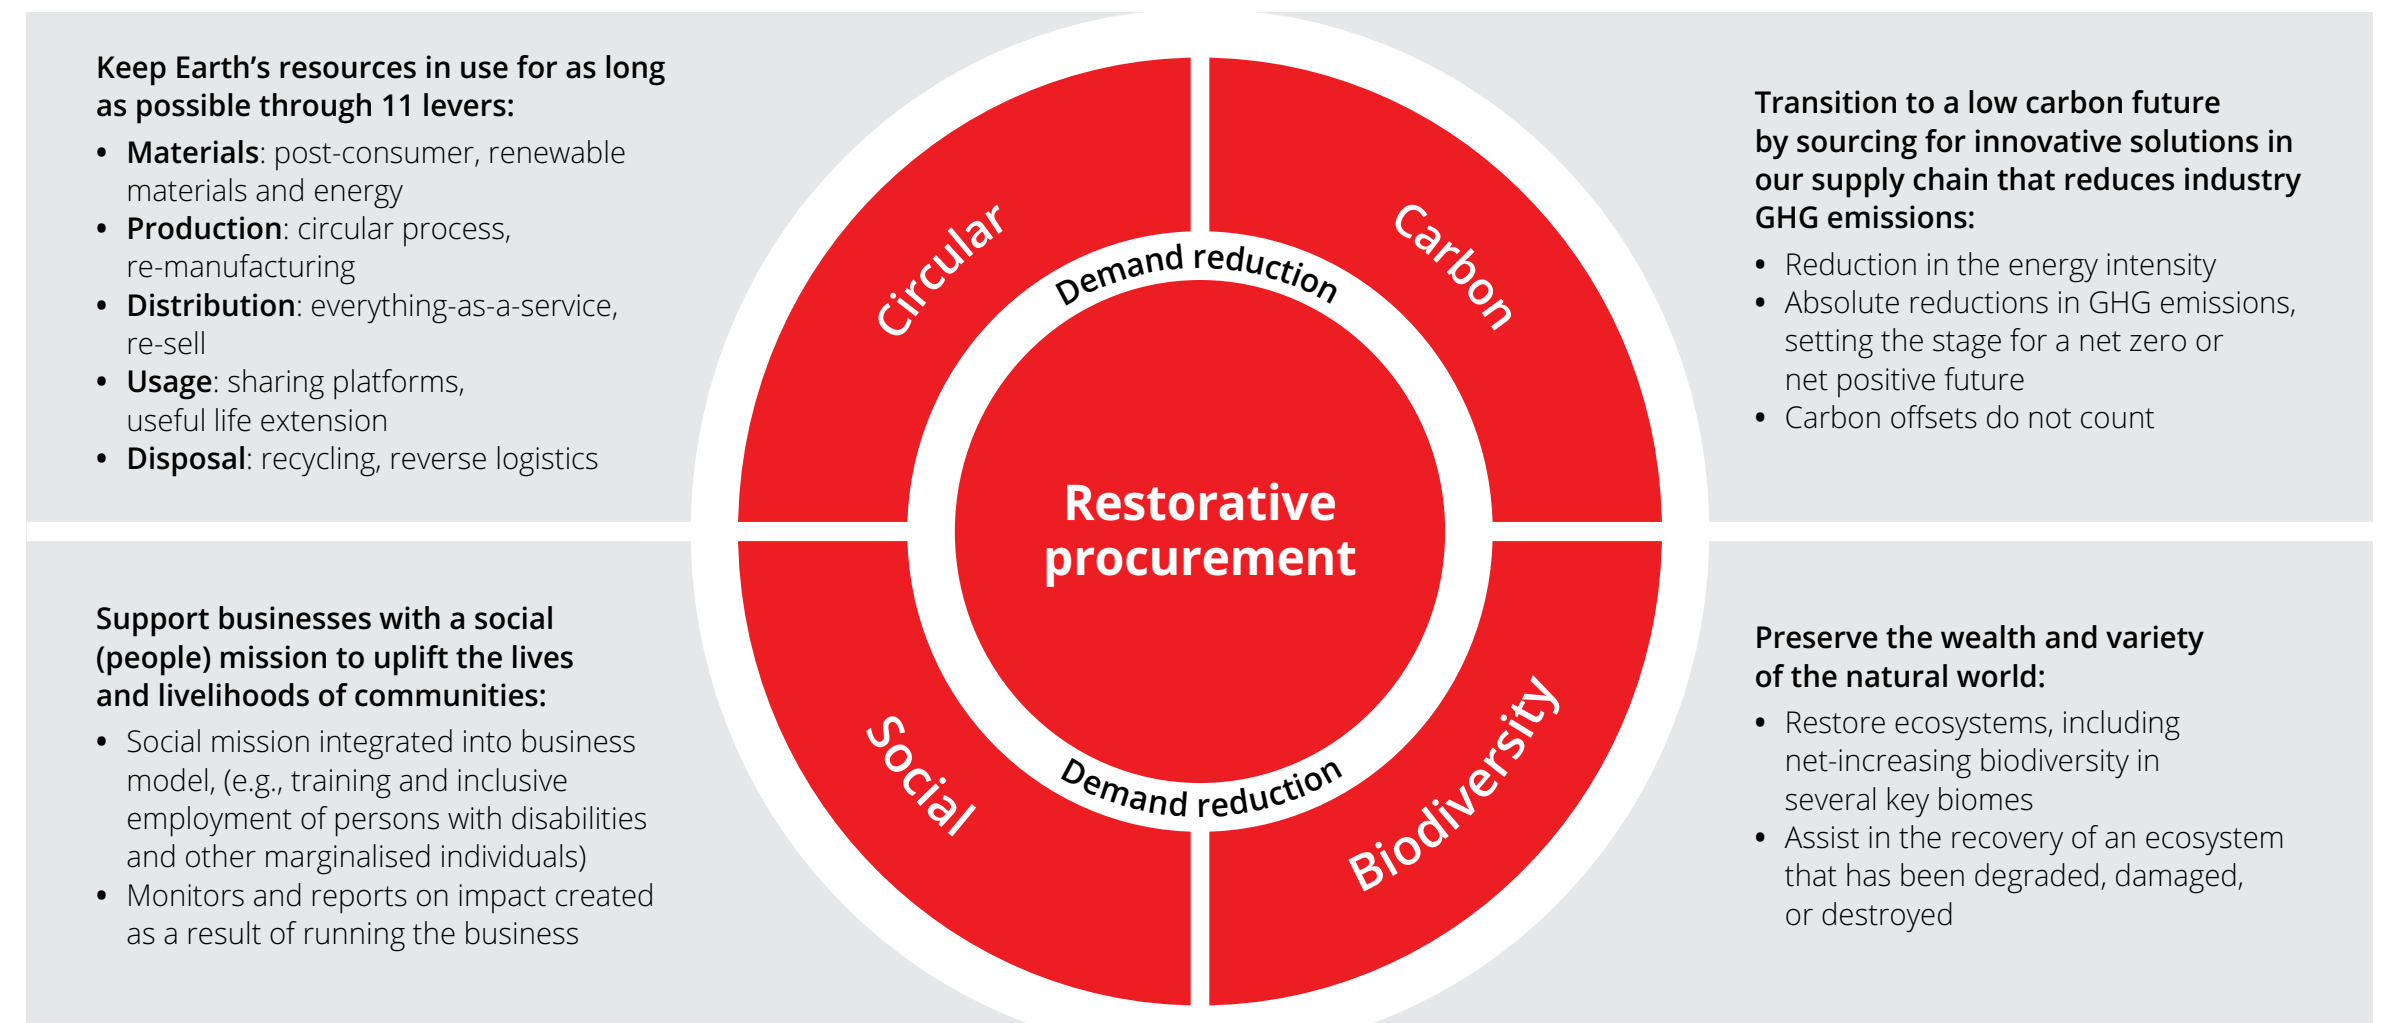 Keep Earth's resources in use for as long
as possible through 11 levers:
• Materials: post-consumer, renewable
materials and energy
• Production: circular process,
re-manufacturing
• Distribution: everything-as-a-service,
re-sell
• Usage: sharing platforms,
useful life extension
• Disposal: recycling, reverse logistics
Circular
Carbon
Demand reduction
Transition to a low carbon future
by sourcing for innovative solutions in
our supply chain that reduces industry
GHG emissions:
• Reduction in the energy intensity
• Absolute reductions in GHG emissions,
setting the stage for a net zero or
net positive future
• Carbon offsets do not count
Restorative
procurement
Support businesses with a social
(people) mission to uplift the lives
and livelihoods of communities:
• Social mission integrated into business
model, (e.g., training and inclusive
employment of persons with disabilities
and other marginalised individuals)
• Monitors and reports on impact created
as a result of running the business
Social
Demand reduction
Biodiversity
Preserve the wealth and variety
of the natural world:
• Restore ecosystems, including
net-increasing biodiversity in
several key biomes
• Assist in the recovery of an ecosystem
that has been degraded, damaged,
or destroyed